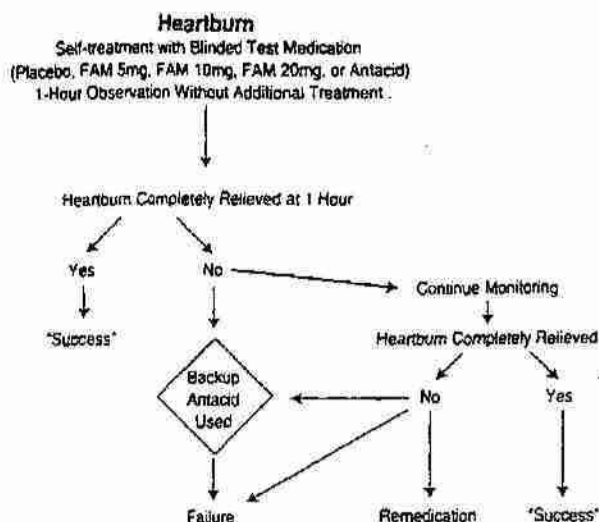 Heartburn
Self-treatment with Blinded Test Medication
(Placebo, FAM 5mg, FAM 10mg, FAM 20mg, or Antacid)
1-Hour Observation Without Additional Treatment .
Heartburn Completely Relieved at 1 Hour
Yes
No
Continue Monitoring
"Success"
Heartburn Completely Relieved
Backup
Antacid
Used
No
Yes
Failure
Remedication
"Success"